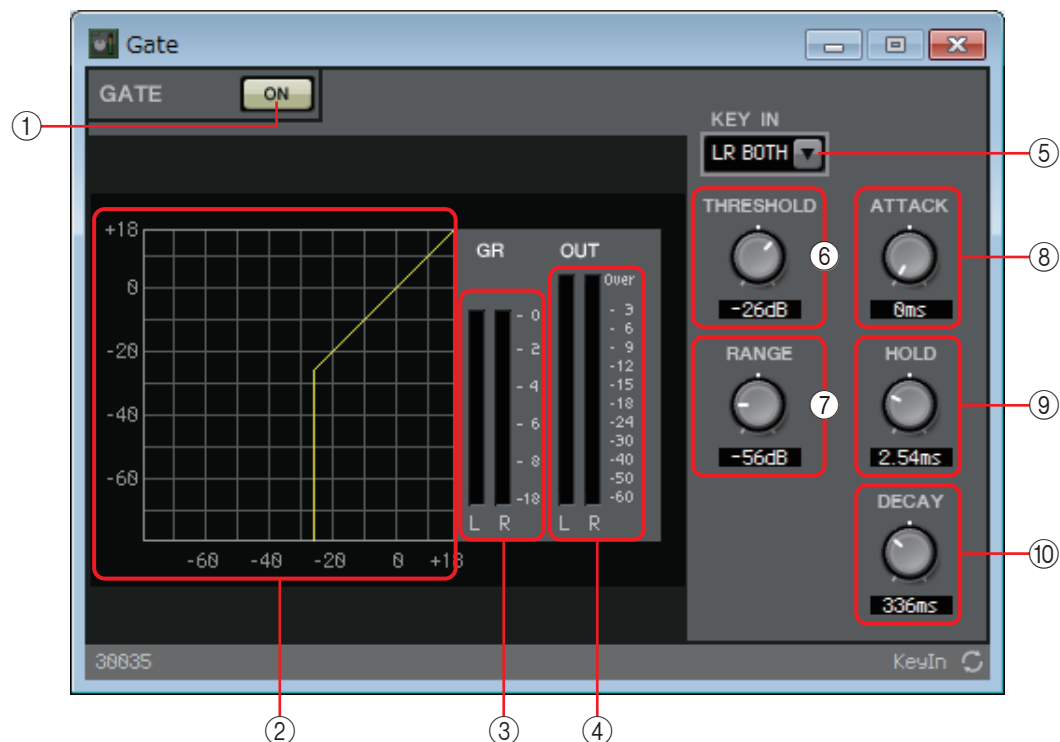 Gate
GATE
ON
①
KEY IN
LR BOTH
⑤
THRESHOLD
-26dB
⑥
ATTACK
0ms
⑧
RANGE
-56dB
⑦
HOLD
2.54ms
⑨
DECAY
336ms
⑩
+18
0
-20
-40
-60
-60 -40 -20 0 +18
GR
- 0
- 2
- 4
- 6
- 8
-18
L R
OUT
Over
- 3
- 6
- 9
-12
-15
-18
-24
-30
-40
-50
-60
L R
30035
KeyIn
②
③
④